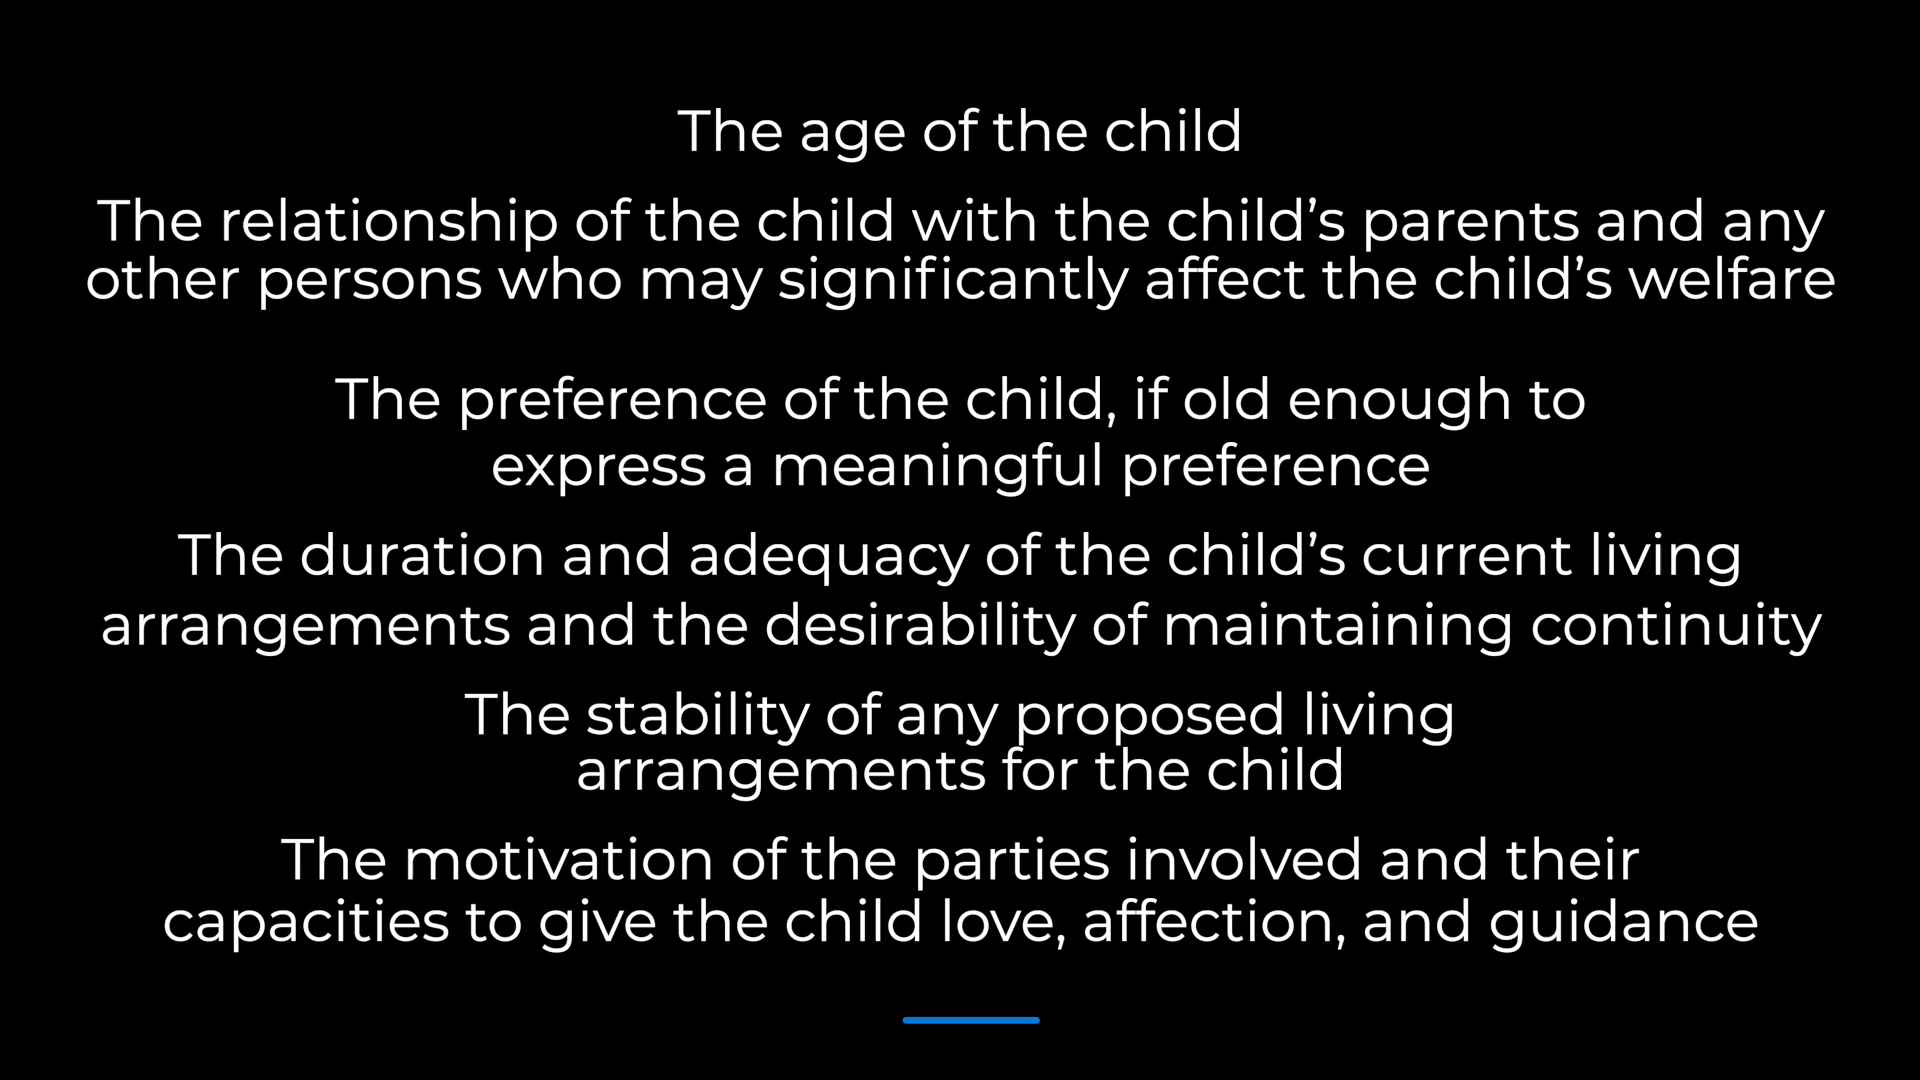 The age of the child
The relationship of the child with the child’s parents and any
other persons who may significantly affect the child’s welfare
The preference of the child, if old enough to
express a meaningful preference
The duration and adequacy of the child’s current living
arrangements and the desirability of maintaining continuity
The stability of any proposed living
arrangements for the child
The motivation of the parties involved and their
capacities to give the child love, affection, and guidance